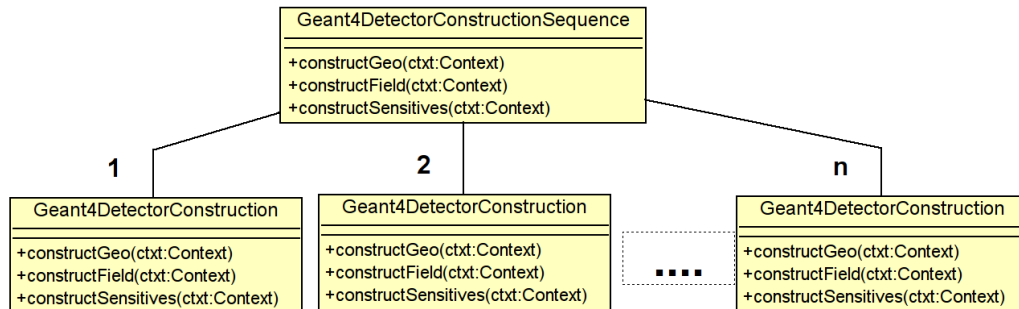 Geant4DetectorConstructionSequence
+constructGeo(ctxt:Context)
+constructField(ctxt:Context)
+constructSensitives(ctxt:Context)
1
2
n
Geant4DetectorConstruction
+constructGeo(ctxt:Context)
+constructField(ctxt:Context)
+constructSensitives(ctxt:Context)
Geant4DetectorConstruction
+constructGeo(ctxt:Context)
+constructField(ctxt:Context)
+constructSensitives(ctxt:Context)
....
Geant4DetectorConstruction
+constructGeo(ctxt:Context)
+constructField(ctxt:Context)
+constructSensitives(ctxt:Context)